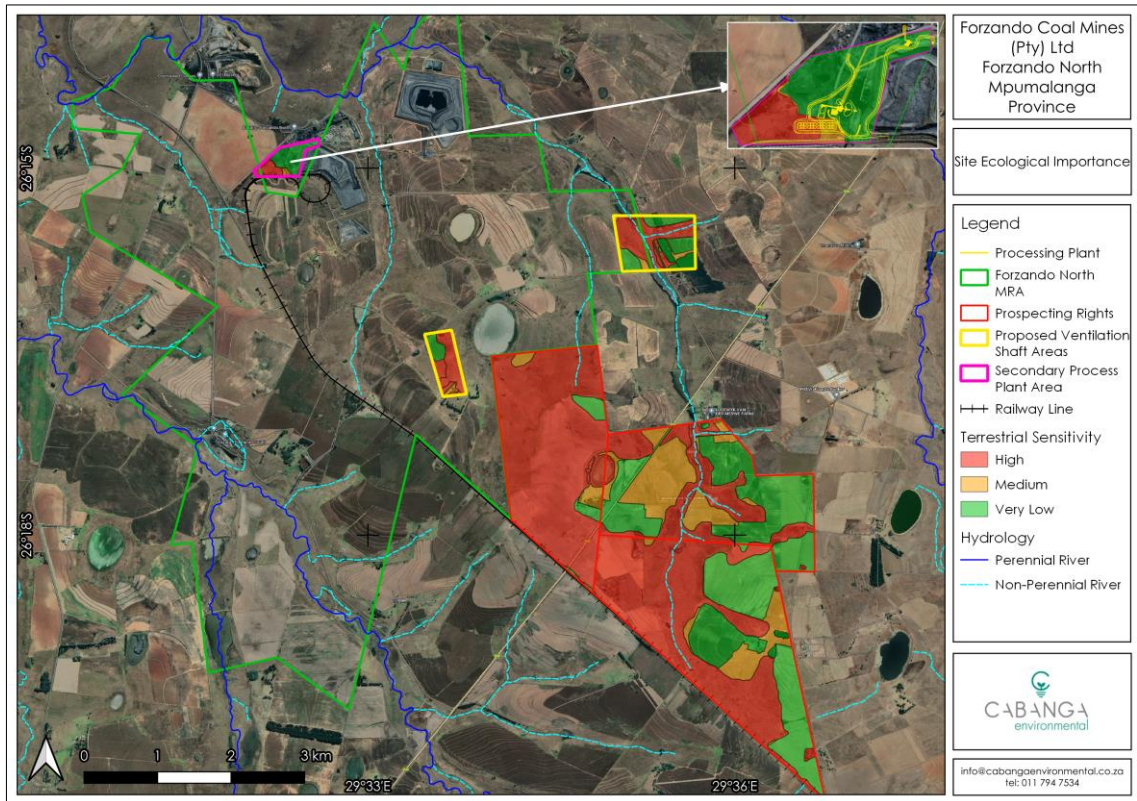 Forzando Coal Mines
(Pty) Ltd
Forzando North
Mpumalanga
Province
Site Ecological Importance
Legend
Processing Plant
Forzando North
MRA
Prospecting Rights
Proposed Ventilation
Shaft Areas
Secondary Process
Plant Area
Railway Line
Terrestrial Sensitivity
High
Medium
Very Low
Hydrology
Perennial River
Non-Perennial River
CABANGA
environmental
info@cabangaenvironmental.co.za
tel: 011 794 7534
26°15'S
26°18'S
0 1 2 3 km
29°33'E
29°36'E